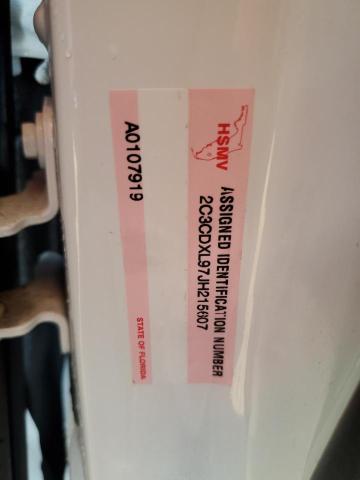 HSMV
ASSIGNED IDENTIFICATION NUMBER
2C3CDXL97JH215607
A0107919
STATE OF FLORIDA